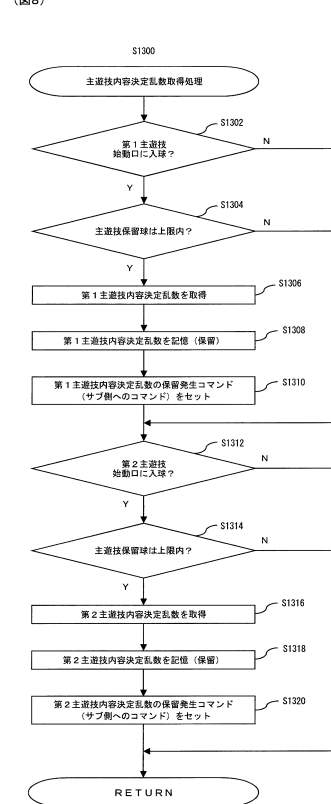 （図8）
S1300
主遊技内容決定乱数取得処理
S1302
第1主遊技
始動口に入球？
N
Y
S1304
主遊技保留球は上限内？
N
Y
S1306
第1主遊技内容決定乱数を取得
S1308
第1主遊技内容決定乱数を記憶（保留）
S1310
第1主遊技内容決定乱数の保留発生コマンド
（サブ側へのコマンド）をセット
S1312
第2主遊技
始動口に入球？
N
Y
S1314
主遊技保留球は上限内？
N
Y
S1316
第2主遊技内容決定乱数を取得
S1318
第2主遊技内容決定乱数を記憶（保留）
S1320
第2主遊技内容決定乱数の保留発生コマンド
（サブ側へのコマンド）をセット
RETURN